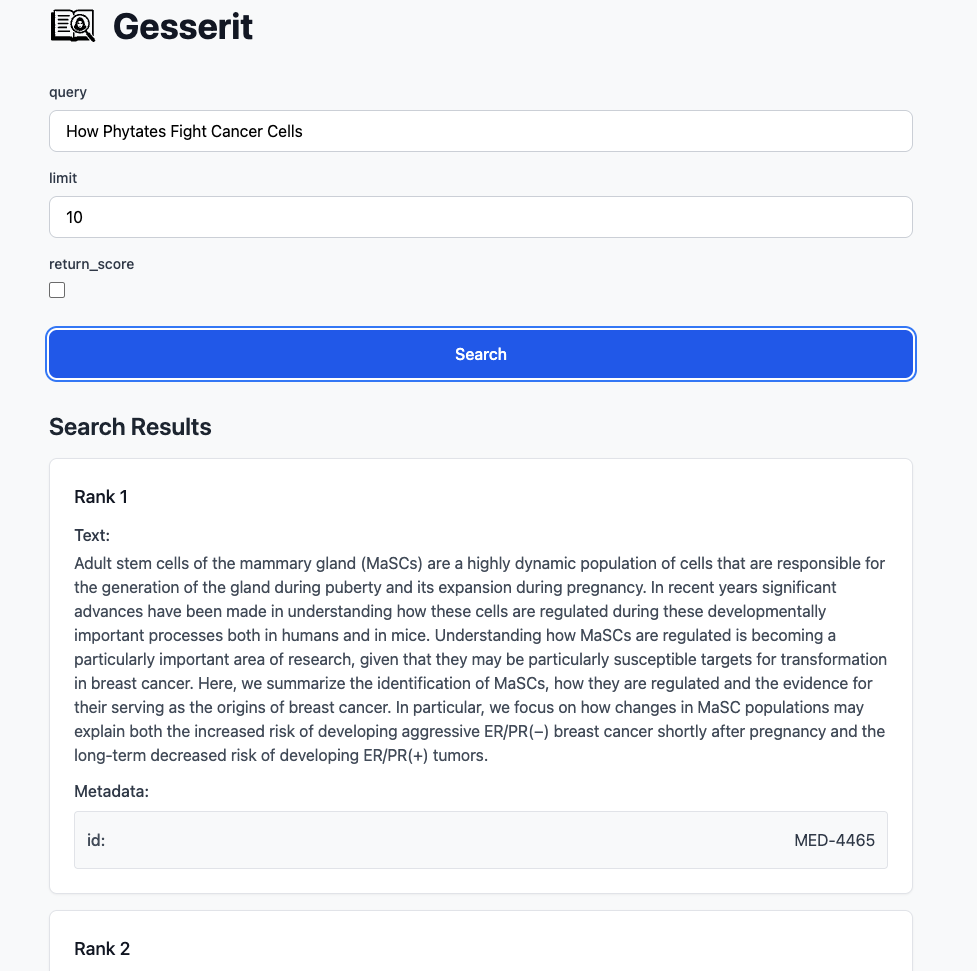 Gesserit
query
How Phytates Fight Cancer Cells
limit
10
return_score
Search
Search Results
Rank 1
Text:
Adult stem cells of the mammary gland (MaSCs) are a highly dynamic population of cells that are responsible for
the generation of the gland during puberty and its expansion during pregnancy. In recent years significant
advances have been made in understanding how these cells are regulated during these developmentally
important processes both in humans and in mice. Understanding how MaSCs are regulated is becoming a
particularly important area of research, given that they may be particularly susceptible targets for transformation
in breast cancer. Here, we summarize the identification of MaSCs, how they are regulated and the evidence for
their serving as the origins of breast cancer. In particular, we focus on how changes in MaSC populations may
explain both the increased risk of developing aggressive ER/PR(−) breast cancer shortly after pregnancy and the
long-term decreased risk of developing ER/PR(+) tumors.
Metadata:
id: MED-4465
Rank 2